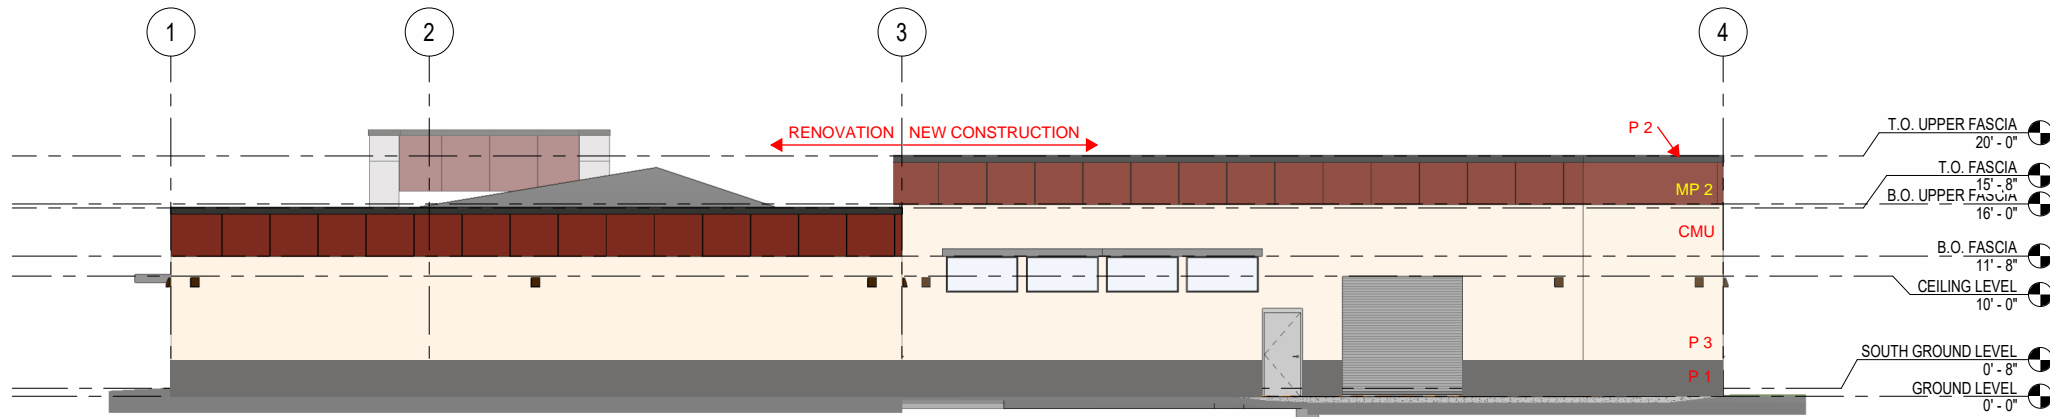 1
2
3
4
RENOVATION
NEW CONSTRUCTION
P 2
MP 2
CMU
P 3
P 1
T.O. UPPER FASCIA
20' - 0"
T.O. FASCIA
15' - 8"
B.O. UPPER FASCIA
16' - 0"
B.O. FASCIA
11' - 8"
CEILING LEVEL
10' - 0"
SOUTH GROUND LEVEL
0' - 8"
GROUND LEVEL
0' - 0"